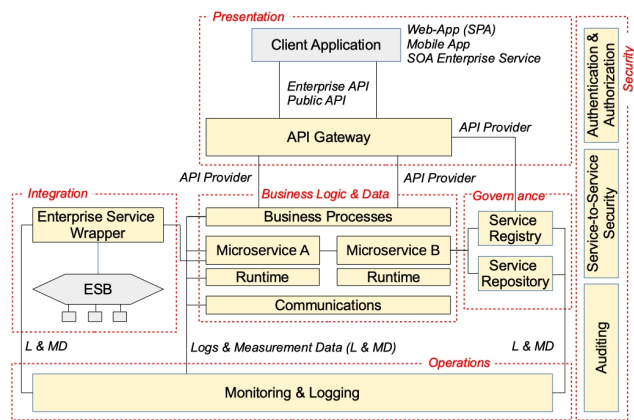 Presentation
Client Application
Web-App (SPA)
Mobile App
SOA Enterprise Service
Enterprise API
Public API
API Gateway
API Provider
API Provider
API Provider
Integration
Enterprise Service
Wrapper
ESB
Business Logic & Data
Business Processes
Microservice A
Microservice B
Runtime
Runtime
Communications
Governance
Service
Registry
Service
Repository
L & MD
Logs & Measurement Data (L & MD)
L & MD
Operations
Monitoring & Logging
Security
Authentication &
Authorization
Service-to-Service
Security
Auditing